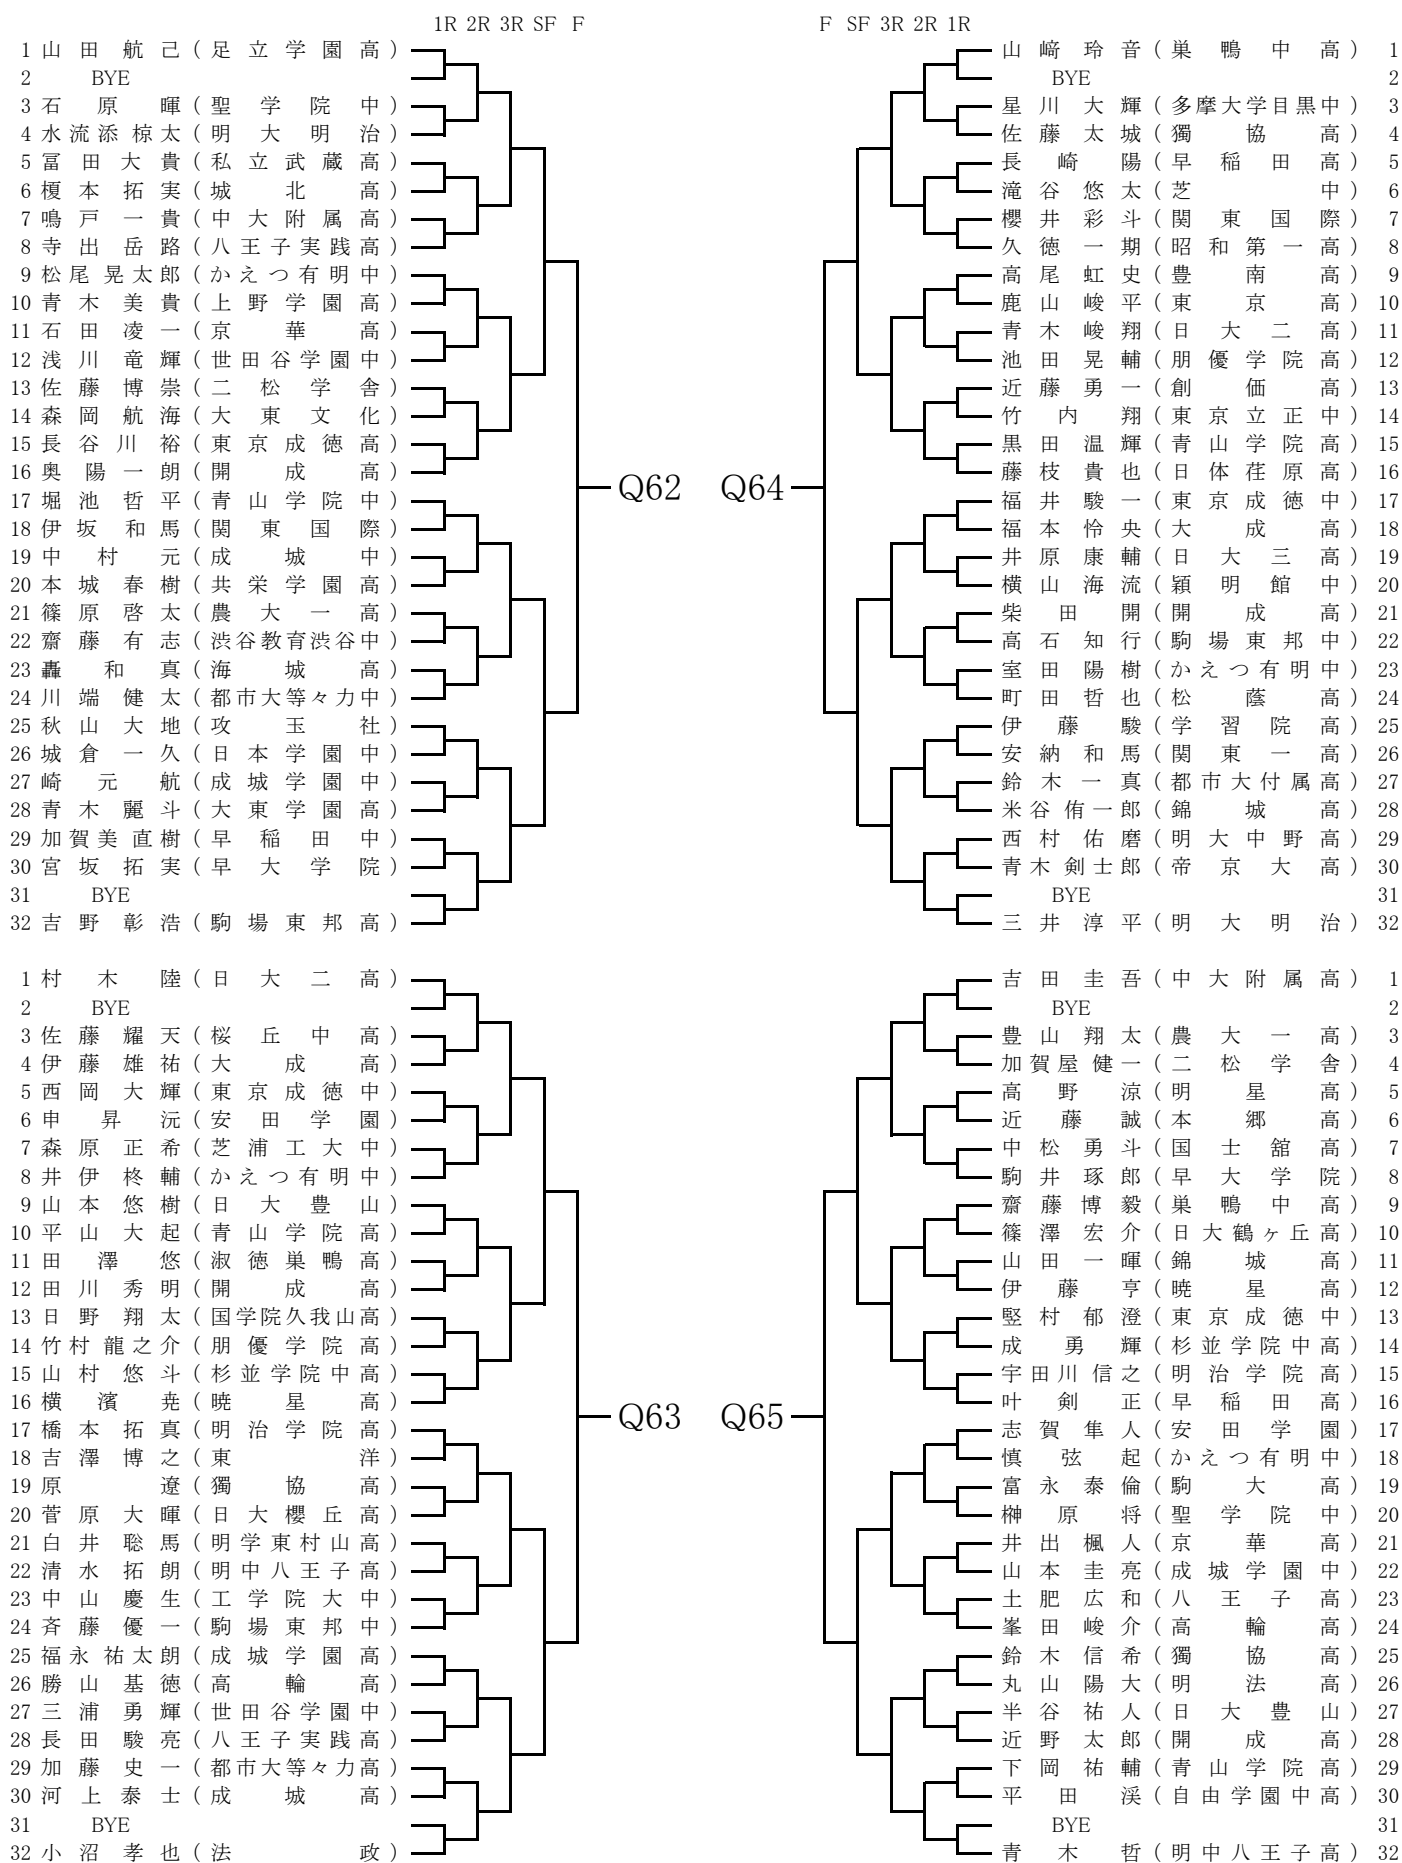 1R 2R 3R SF F
1 山田航己(足立学園高)
2 BYE
3 石原暉(聖学院中)
4 水流添椋太(明大明治)
5 冨田大貴(私立武蔵高)
6 榎本拓実(城北高)
7 鳴戸一貴(中大附属高)
8 寺出岳路(八王子実践高)
9 松尾晃太郎(かえつ有明中)
10 青木美貴(上野学園高)
11 石田凌一(京華高)
12 浅川竜輝(世田谷学園中)
13 佐藤博崇(二松学舎)
14 森岡航海(大東文化)
15 長谷川裕(東京成徳高)
16 奥陽一朗(開成高)
17 堀池哲平(青山学院中)
18 伊坂和馬(関東国際)
19 中村元(成城中)
20 本城春樹(共栄学園高)
21 篠原啓太(農大一高)
22 齋藤有志(渋谷教育渋谷中)
23 轟和真(海城高)
24 川端健太(都市大等々力中)
25 秋山大地(攻玉社)
26 城倉一久(日本学園中)
27 崎元航(成城学園中)
28 青木麗斗(大東学園高)
29 加賀美直樹(早稲田中)
30 宮坂拓実(早大学院)
31 BYE
32 吉野彰浩(駒場東邦高)
Q62
F SF 3R 2R 1R
山﨑玲音(巣鴨中高) 1
BYE 2
星川大輝(多摩大学目黒中) 3
佐藤太城(獨協高) 4
長崎陽(早稲田高) 5
滝谷悠太(芝中) 6
櫻井彩斗(関東国際) 7
久徳一期(昭和第一高) 8
高尾虹史(豊南高) 9
鹿山峻平(東京高) 10
青木峻翔(日大二高) 11
池田晃輔(朋優学院高) 12
近藤勇一(創価高) 13
竹内翔(東京立正中) 14
黒田温輝(青山学院高) 15
藤枝貴也(日体荏原高) 16
福井駿一(東京成徳中) 17
福本怜央(大成高) 18
井原康輔(日大三高) 19
横山海流(穎明館中) 20
柴田開(開成高) 21
高石知行(駒場東邦中) 22
室田陽樹(かえつ有明中) 23
町田哲也(松蔭高) 24
伊藤駿(学習院高) 25
安納和馬(関東一高) 26
鈴木一真(都市大付属高) 27
米谷侑一郎(錦城高) 28
西村佑磨(明大中野高) 29
青木剣士郎(帝京大高) 30
BYE 31
三井淳平(明大明治) 32
Q64
1 村木陸(日大二高)
2 BYE
3 佐藤耀天(桜丘中高)
4 伊藤雄祐(大成高)
5 西岡大輝(東京成徳中)
6 申昇沅(安田学園)
7 森原正希(芝浦工大中)
8 井伊柊輔(かえつ有明中)
9 山本悠樹(日大豊山)
10 平山大起(青山学院高)
11 田澤悠(淑徳巣鴨高)
12 田川秀明(開成高)
13 日野翔太(国学院久我山高)
14 竹村龍之介(朋優学院高)
15 山村悠斗(杉並学院中高)
16 横濱尭(暁星高)
17 橋本拓真(明治学院高)
18 吉澤博之(東洋)
19 原遼(獨協高)
20 菅原大暉(日大櫻丘高)
21 白井聡馬(明学東村山高)
22 清水拓朗(明中八王子高)
23 中山慶生(工学院大中)
24 斉藤優一(駒場東邦中)
25 福永祐太朗(成城学園高)
26 勝山基徳(高輪高)
27 三浦勇輝(世田谷学園中)
28 長田駿亮(八王子実践高)
29 加藤史一(都市大等々力高)
30 河上泰士(成城高)
31 BYE
32 小沼孝也(法政)
Q63
吉田圭吾(中大附属高) 1
BYE 2
豊山翔太(農大一高) 3
加賀屋健一(二松学舎) 4
高野涼(明星高) 5
近藤誠(本郷高) 6
中松勇斗(国士舘高) 7
駒井琢郎(早大学院) 8
齋藤博毅(巣鴨中高) 9
篠澤宏介(日大鶴ヶ丘高) 10
山田一暉(錦城高) 11
伊藤亨(暁星高) 12
堅村郁澄(東京成徳中) 13
成勇輝(杉並学院中高) 14
宇田川信之(明治学院高) 15
叶剣正(早稲田高) 16
志賀隼人(安田学園) 17
慎弦起(かえつ有明中) 18
富永泰倫(駒大高) 19
榊原将(聖学院中) 20
井出楓人(京華高) 21
山本圭亮(成城学園中) 22
土肥広和(八王子高) 23
峯田峻介(高輪高) 24
鈴木信希(獨協高) 25
丸山陽大(明法高) 26
半谷祐人(日大豊山) 27
近野太郎(開成高) 28
下岡祐輔(青山学院高) 29
平田渓(自由学園中高) 30
BYE 31
青木哲(明中八王子高) 32
Q65